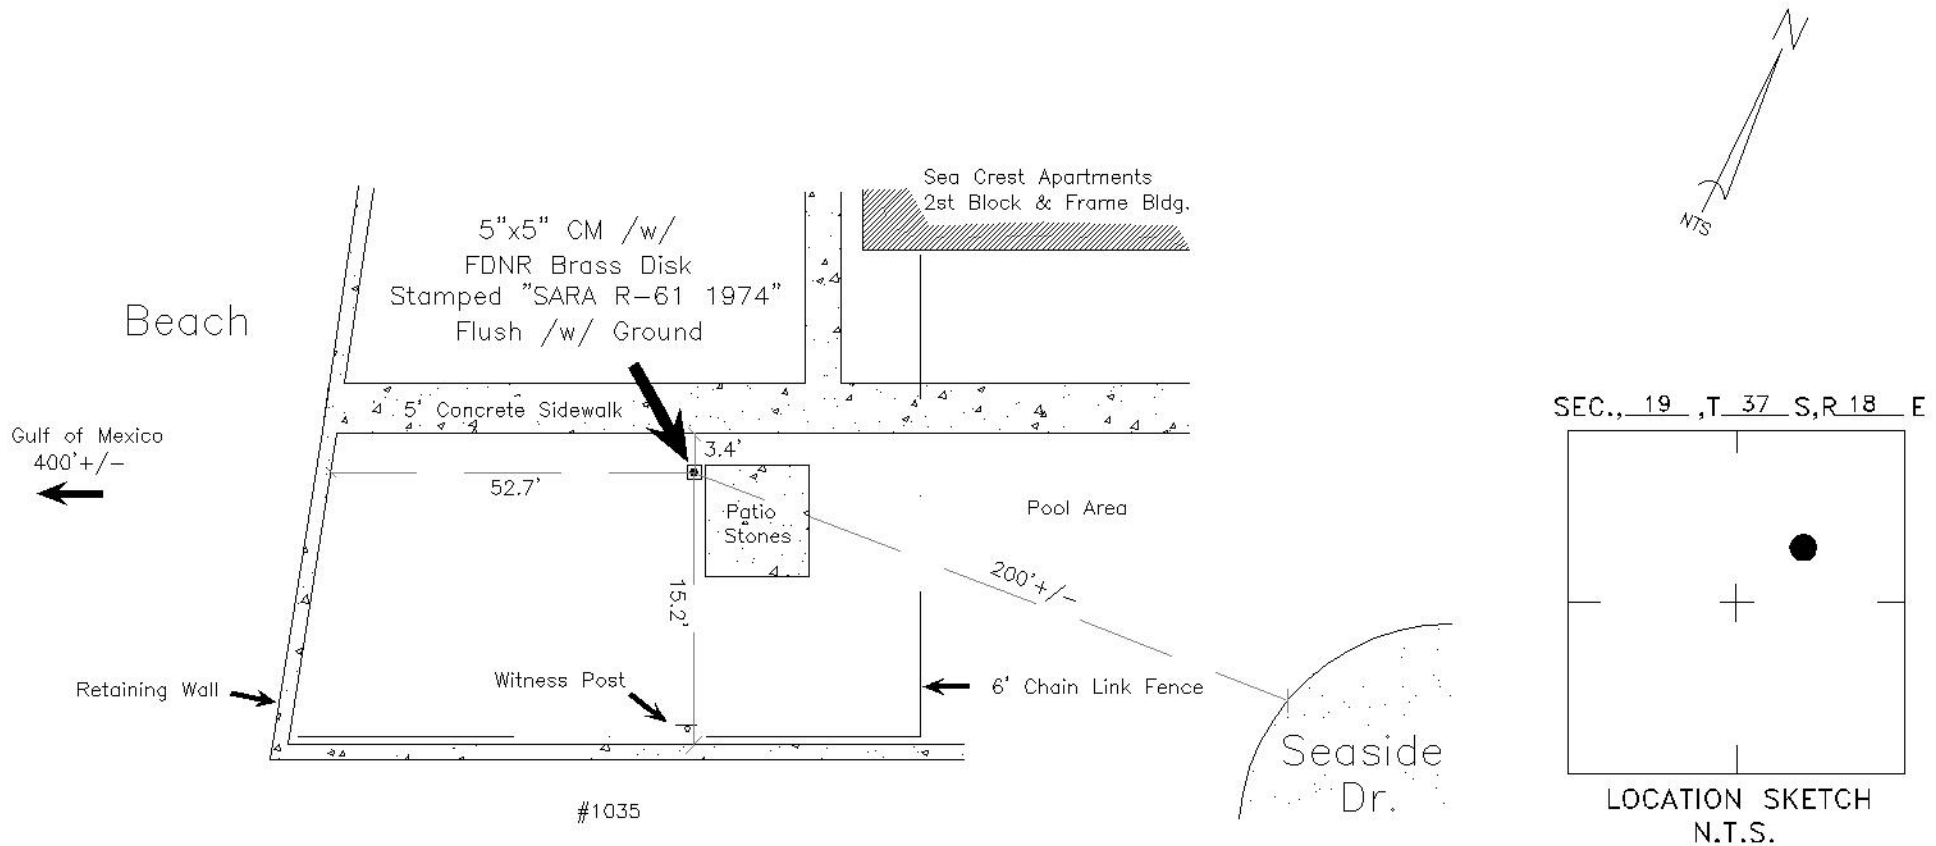 N
NTS
Sea Crest Apartments
2st Block & Frame Bldg.
5"x5" CM /w/
FDNR Brass Disk
Stamped "SARA R-61 1974"
Flush /w/ Ground
Beach
5' Concrete Sidewalk
Gulf of Mexico
400'+/-
3.4'
52.7'
Patio
Stones
Pool Area
15.2'
200'+/-
Retaining Wall
Witness Post
6' Chain Link Fence
Seaside
Dr.
#1035
SEC., 19 ,T 37 S,R 18 E
LOCATION SKETCH
N.T.S.